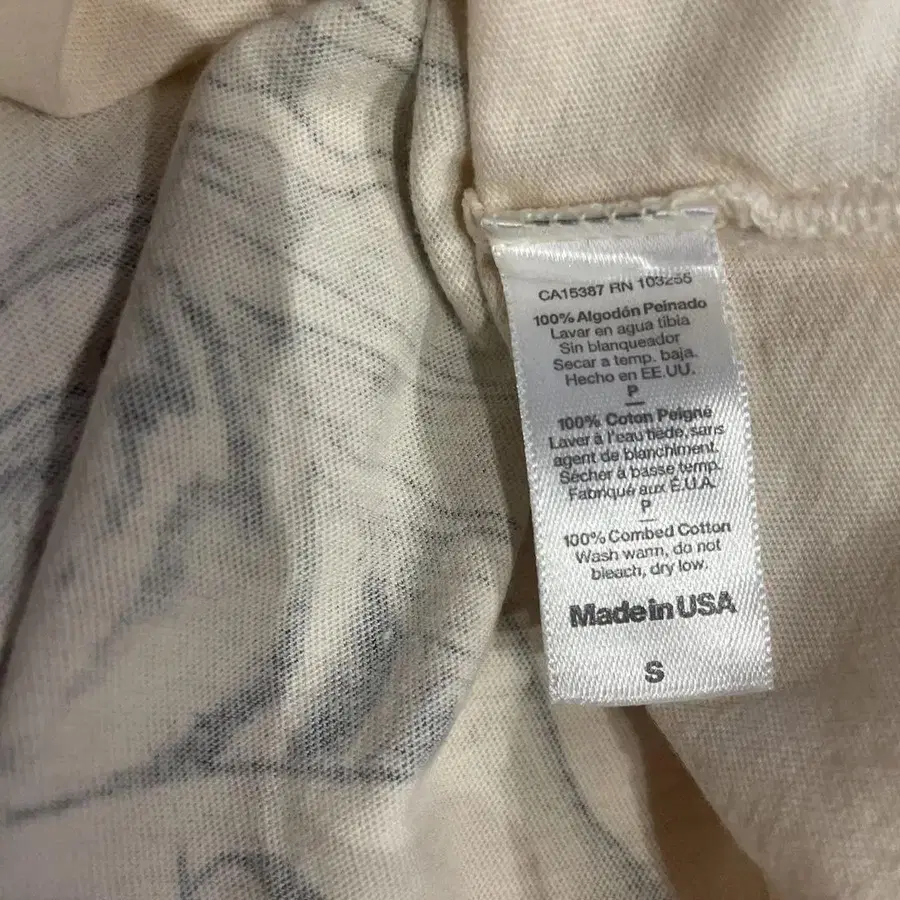 CA15387 RN 103255
100% Algodón Peinado
Lavar en agua tibia
Sin blanqueador
Secar a temp. baja.
Hecho en EE.UU.
P
100% Coton Peigne
Laver à l'eau tiède, sans
agent de blanchiment.
Sécher à basse temp.
Fabriqué aux É.U.A.
P
100% Combed Cotton
Wash warm, do not
bleach, dry low.
Made in USA
S